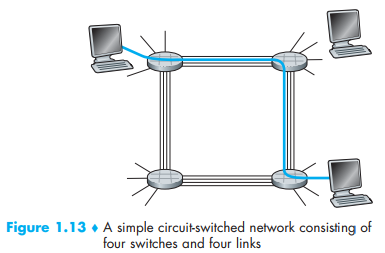 Figure 1.13 ♦ A simple circuit-switched network consisting of
four switches and four links